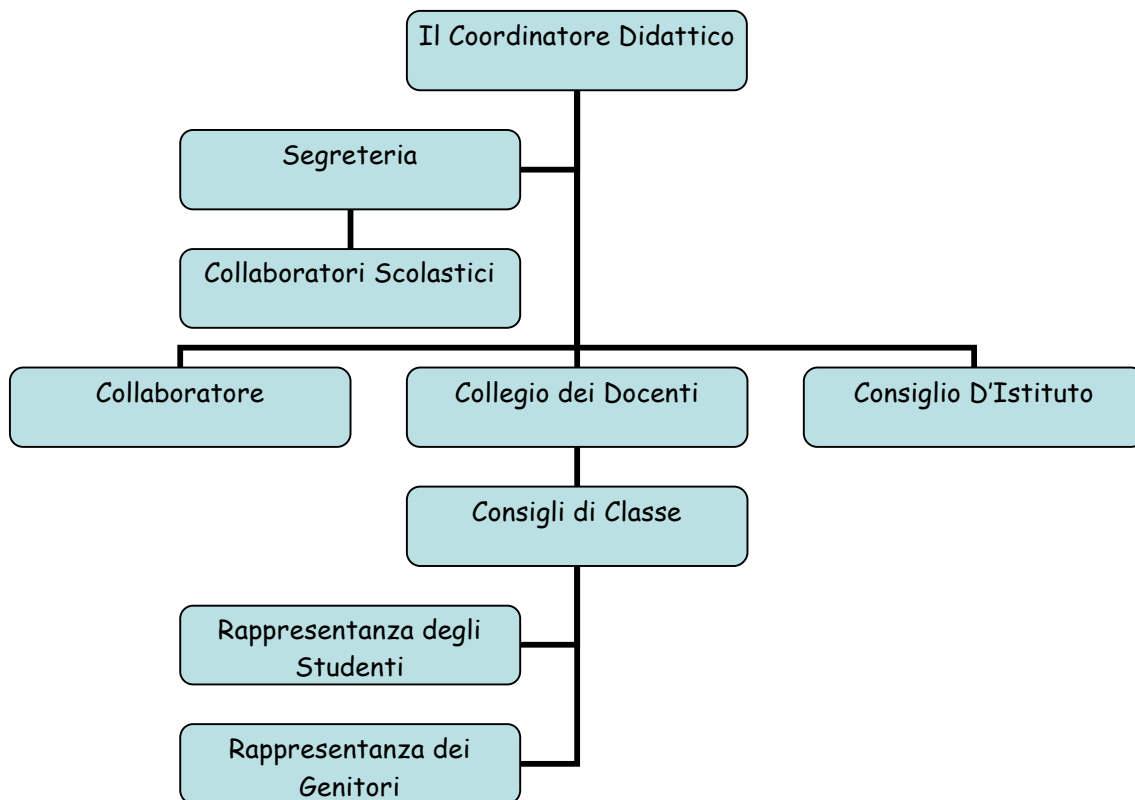 Il Coordinatore Didattico
Segreteria
Collaboratori Scolastici
Collaboratore
Collegio dei Docenti
Consiglio D'Istituto
Consigli di Classe
Rappresentanza degli
Studenti
Rappresentanza dei
Genitori